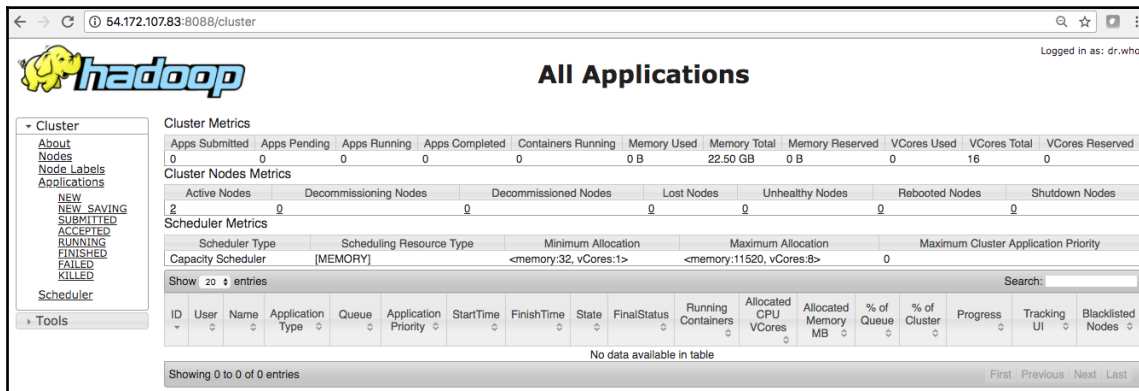 54.172.107.83:8088/cluster
Logged in as: dr.who
hadoop
All Applications
Cluster
About
Nodes
Node Labels
Applications
NEW
NEW_SAVING
SUBMITTED
ACCEPTED
RUNNING
FINISHED
FAILED
KILLED
Scheduler
Tools
Cluster Metrics
Apps Submitted Apps Pending Apps Running Apps Completed Containers Running Memory Used Memory Total Memory Reserved VCores Used VCores Total VCores Reserved
0 0 0 0 0 0 B 22.50 GB 0 B 0 16 0
Cluster Nodes Metrics
Active Nodes Decommissioning Nodes Decommissioned Nodes Lost Nodes Unhealthy Nodes Rebooted Nodes Shutdown Nodes
2 0 0 0 0 0 0
Scheduler Metrics
Scheduler Type Scheduling Resource Type Minimum Allocation Maximum Allocation Maximum Cluster Application Priority
Capacity Scheduler [MEMORY] <memory:32, vCores:1> <memory:11520, vCores:8> 0
Show 20 entries Search:
ID User Name Application Type Queue Application Priority StartTime FinishTime State FinalStatus Running Containers Allocated CPU VCores Allocated Memory MB % of Queue % of Cluster Progress Tracking UI Blacklisted Nodes
No data available in table
Showing 0 to 0 of 0 entries First Previous Next Last